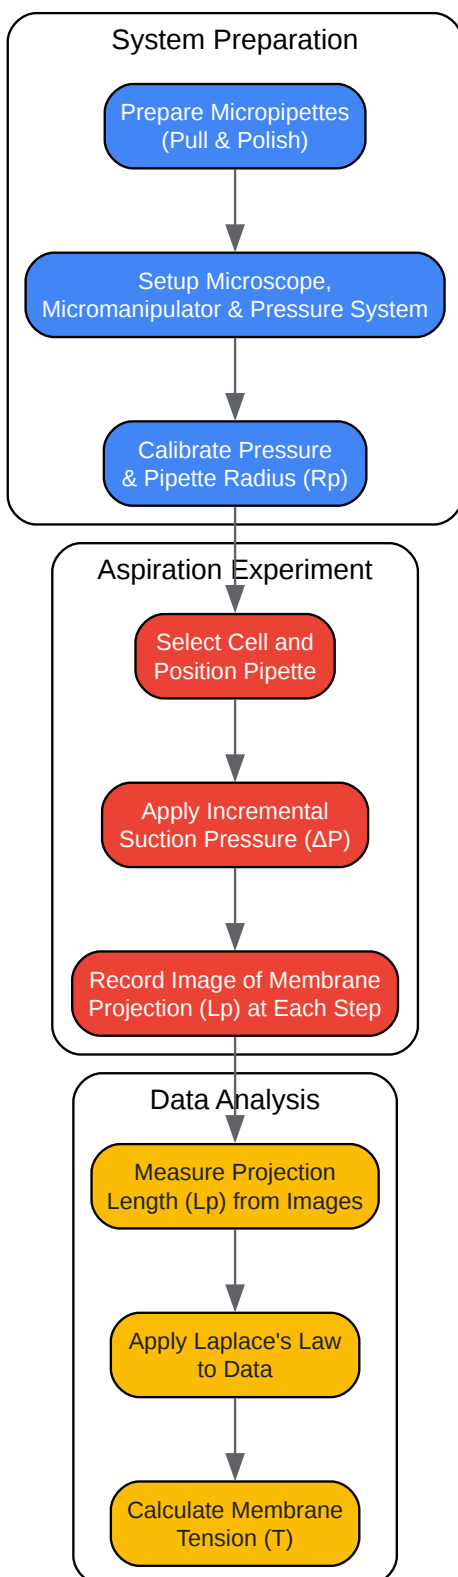 System Preparation
Prepare Micropipettes
(Pull & Polish)
Setup Microscope,
Micromanipulator & Pressure System
Calibrate Pressure
& Pipette Radius (Rp)
Aspiration Experiment
Select Cell and
Position Pipette
Apply Incremental
Suction Pressure (ΔP)
Record Image of Membrane
Projection (Lp) at Each Step
Data Analysis
Measure Projection
Length (Lp) from Images
Apply Laplace's Law
to Data
Calculate Membrane
Tension (T)